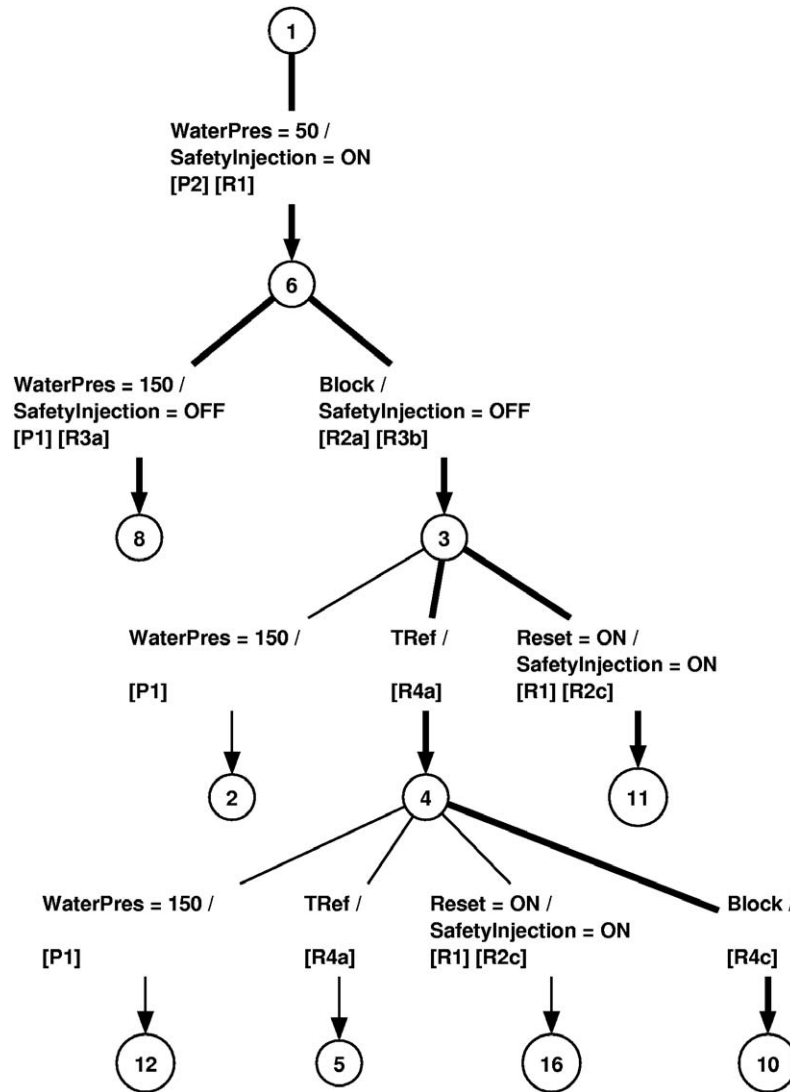 1
WaterPres = 50 /
SafetyInjection = ON
[P2] [R1]
6
WaterPres = 150 /
SafetyInjection = OFF
[P1] [R3a]
Block /
SafetyInjection = OFF
[R2a] [R3b]
8
3
WaterPres = 150 /
[P1]
TRef /
[R4a]
Reset = ON /
SafetyInjection = ON
[R1] [R2c]
2
4
11
WaterPres = 150 /
[P1]
TRef /
[R4a]
Reset = ON /
SafetyInjection = ON
[R1] [R2c]
Block /
[R4c]
12
5
16
10